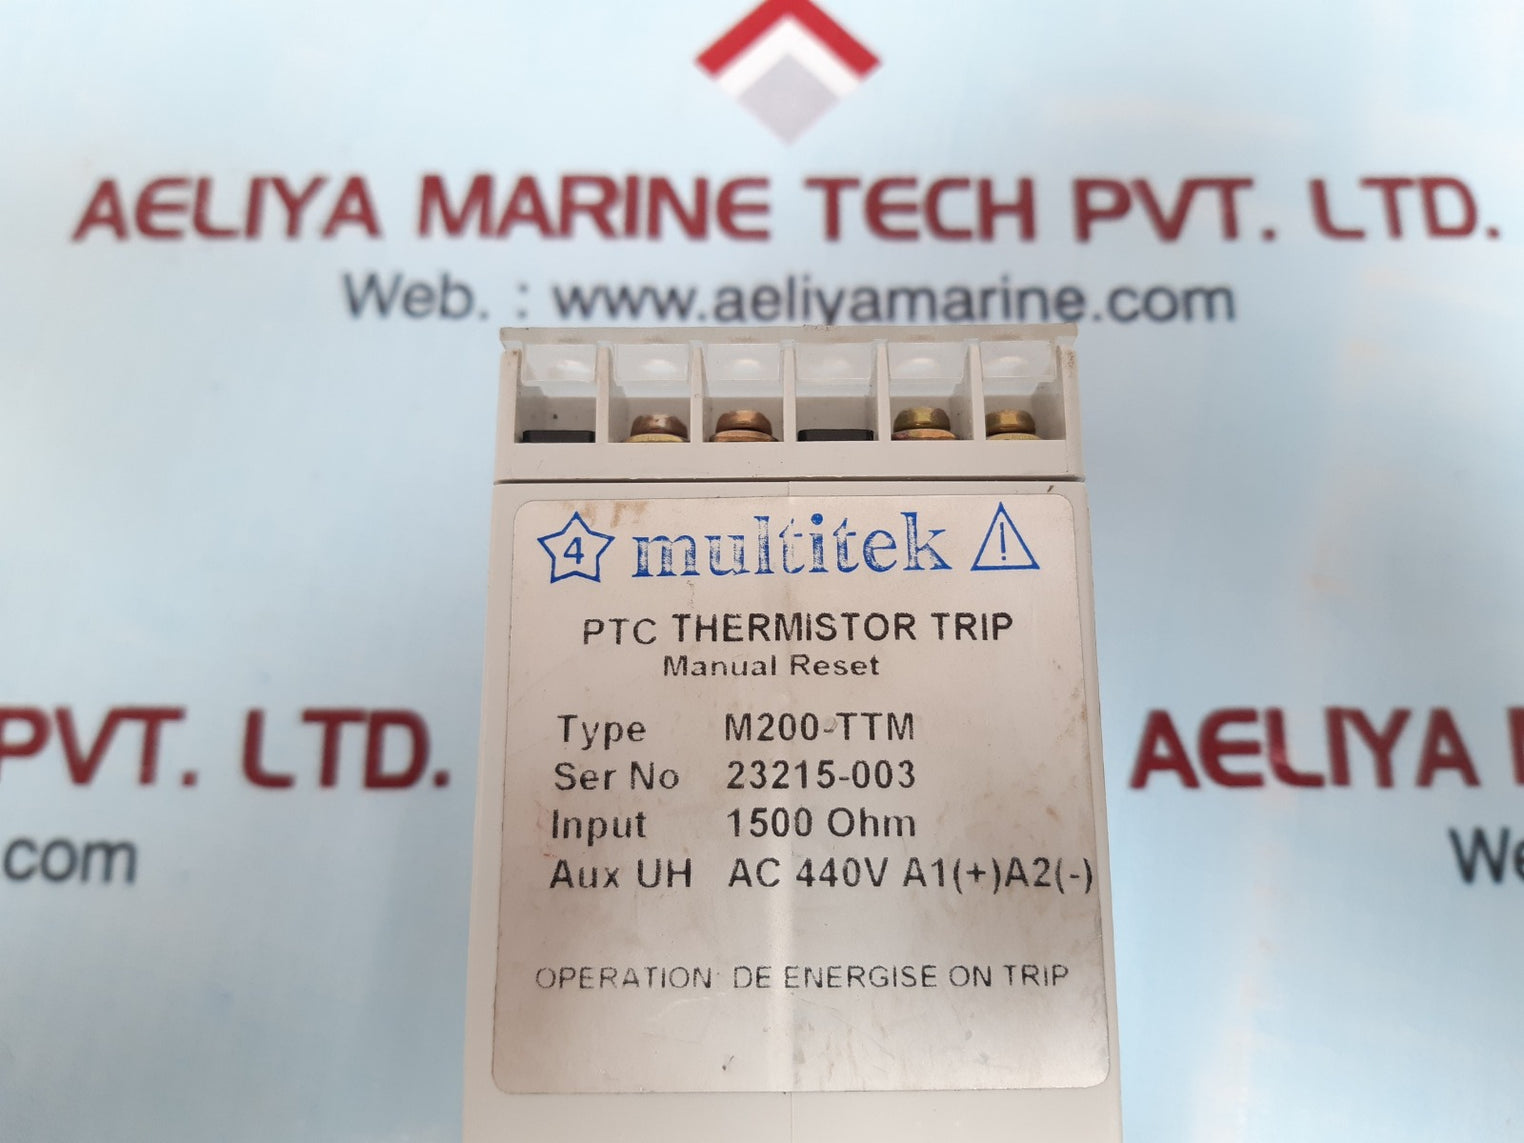 AELIYA MARINE TECH PVT. LTD.
Web. : www.aeliyamarine.com
4 multitek !
PTC THERMISTOR TRIP
Manual Reset
PVT. LTD.
AELIYA
Type M200-TTM
Ser No 23215-003
Input 1500 Ohm
.com
We
Aux UH AC 440V A1(+)A2(-)
OPERATION: DE ENERGISE ON TRIP